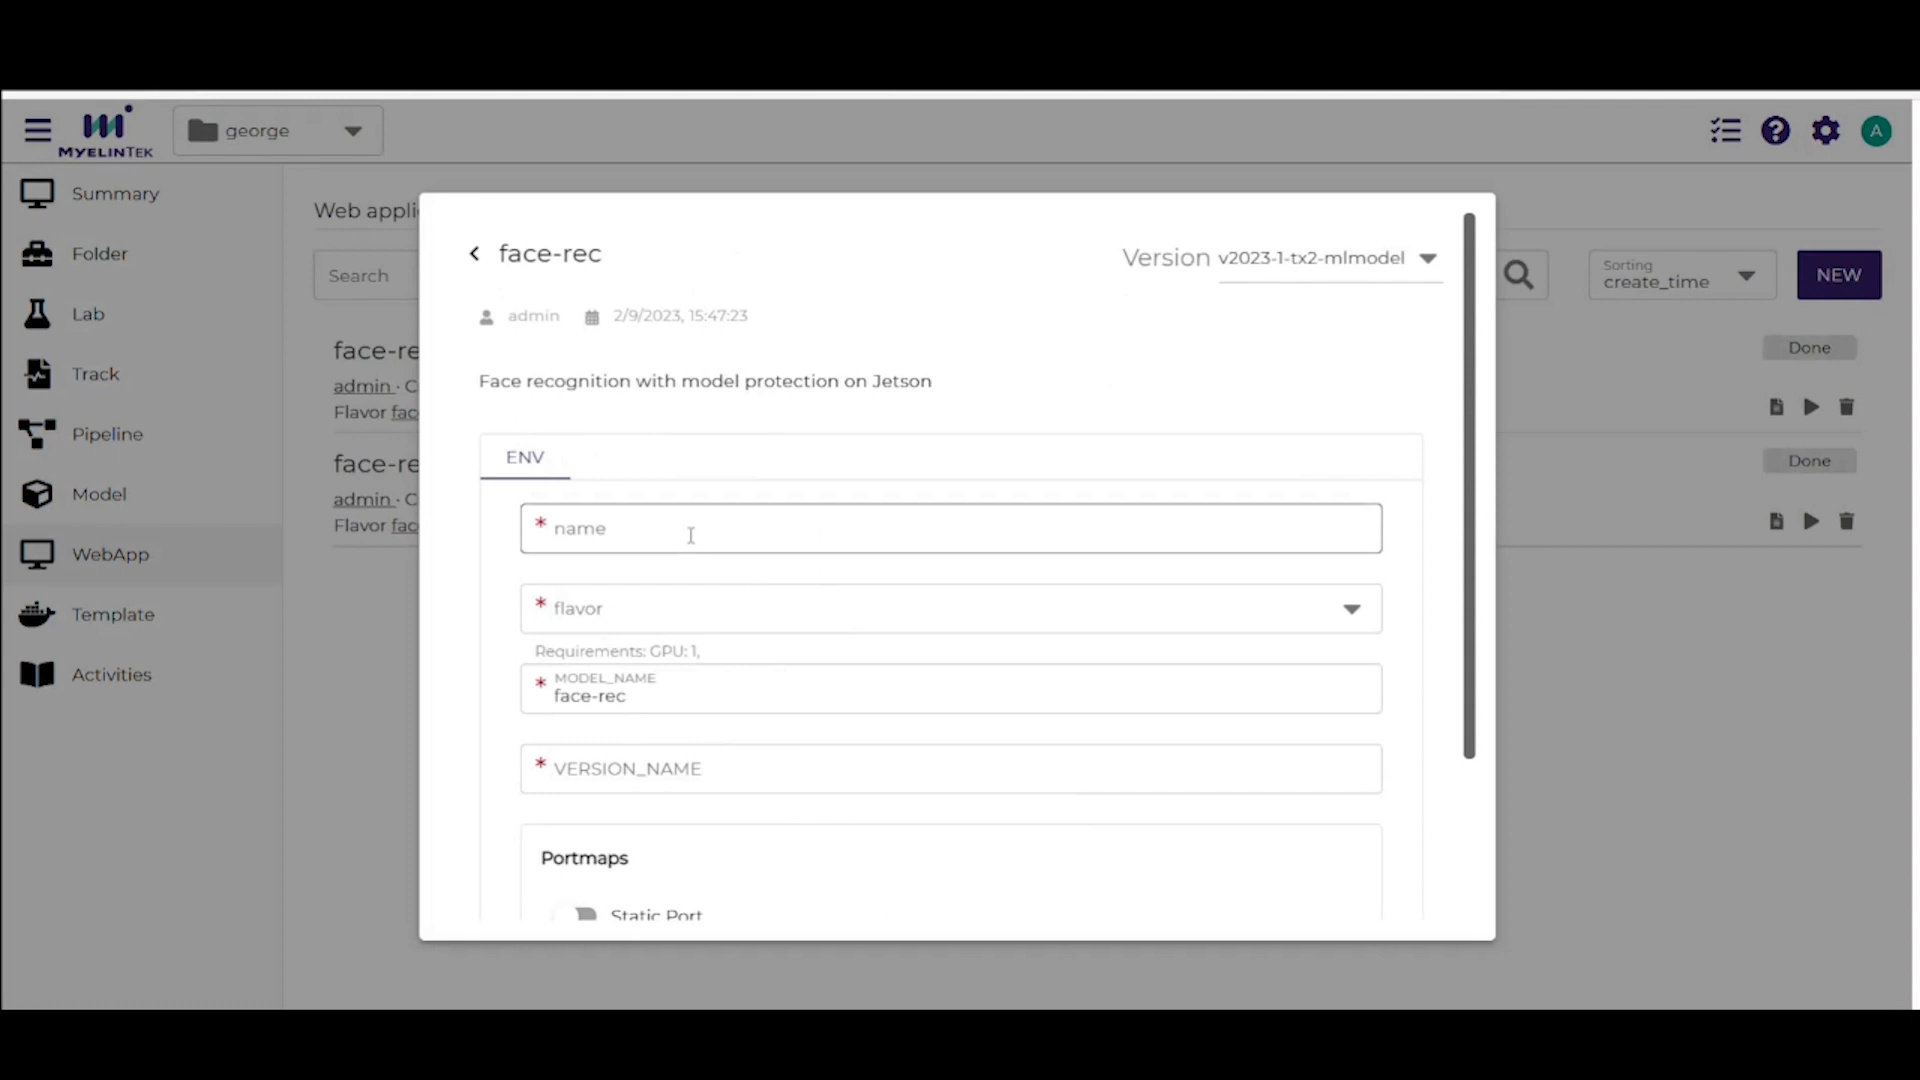 MYELINTEK
george
A
Summary
Folder
Lab
Track
Pipeline
Model
WebApp
Template
Activities
Web appli
Search
Sorting
create_time
NEW
face-re
admin · C
Flavor fac
Done
face-re
admin · C
Flavor fac
Done
face-rec
Version v2023-1-tx2-mlmodel
admin 2/9/2023, 15:47:23
Face recognition with model protection on Jetson
ENV
* name
* flavor
Requirements: GPU: 1,
* MODEL_NAME
face-rec
* VERSION_NAME
Portmaps
Static Port